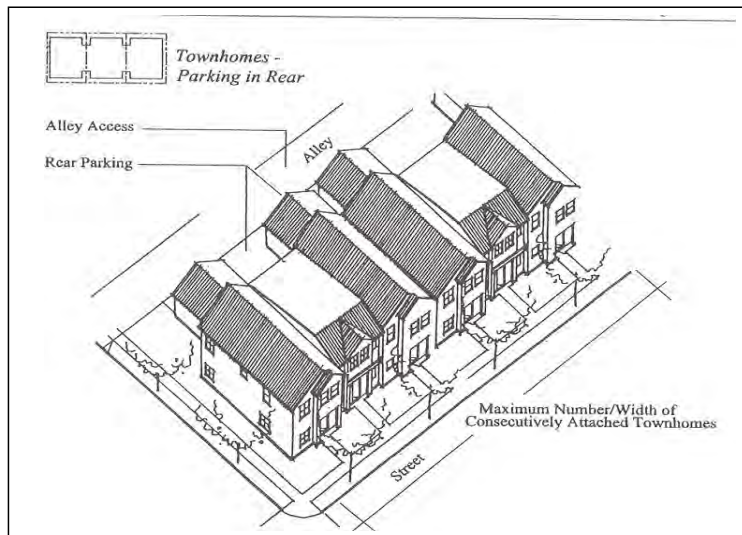 Townhomes -
Parking in Rear
Alley Access
Rear Parking
Alley
Maximum Number/Width of
Consecutively Attached Townhomes
Street